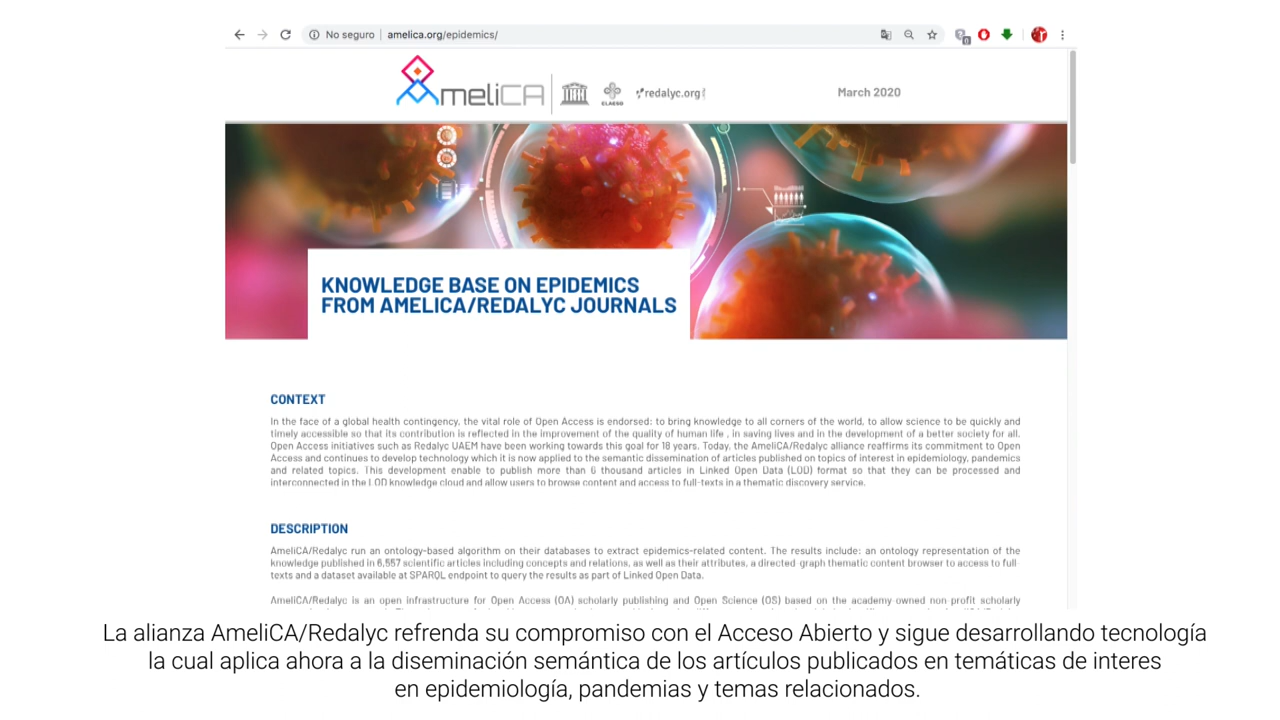 No seguro | amelica.org/epidemics/
AmeliCA
CLACSO
redalyc.org
March 2020
KNOWLEDGE BASE ON EPIDEMICS
FROM AMELICA/REDALYC JOURNALS
CONTEXT
In the face of a global health contingency, the vital role of Open Access is endorsed: to bring knowledge to all corners of the world, to allow science to be quickly and
timely accessible so that its contribution is reflected in the improvement of the quality of human life , in saving lives and in the development of a better society for all.
Open Access initiatives such as Redalyc UAEM have been working towards this goal for 18 years. Today, the AmeliCA/Redalyc alliance reaffirms its commitment to Open
Access and continues to develop technology which it is now applied to the semantic dissemination of articles published on topics of interest in epidemiology, pandemics
and related topics. This development enable to publish more than 6 thousand articles in Linked Open Data (LOD) format so that they can be processed and
interconnected in the LOD knowledge cloud and allow users to browse content and access to full-texts in a thematic discovery service.
DESCRIPTION
AmeliCA/Redalyc run an ontology-based algorithm on their databases to extract epidemics-related content. The results include: an ontology representation of the
knowledge published in 6,557 scientific articles including concepts and relations, as well as their attributes, a directed graph thematic content browser to access to full-
texts and a dataset available at SPARQL endpoint to query the results as part of Linked Open Data.
AmeliCA/Redalyc is an open infrastructure for Open Access (OA) scholarly publishing and Open Science (OS) based on the academy-owned non profit scholarly
La alianza AmeliCA/Redalyc refrenda su compromiso con el Acceso Abierto y sigue desarrollando tecnología
la cual aplica ahora a la diseminación semántica de los artículos publicados en temáticas de interes
en epidemiología, pandemias y temas relacionados.